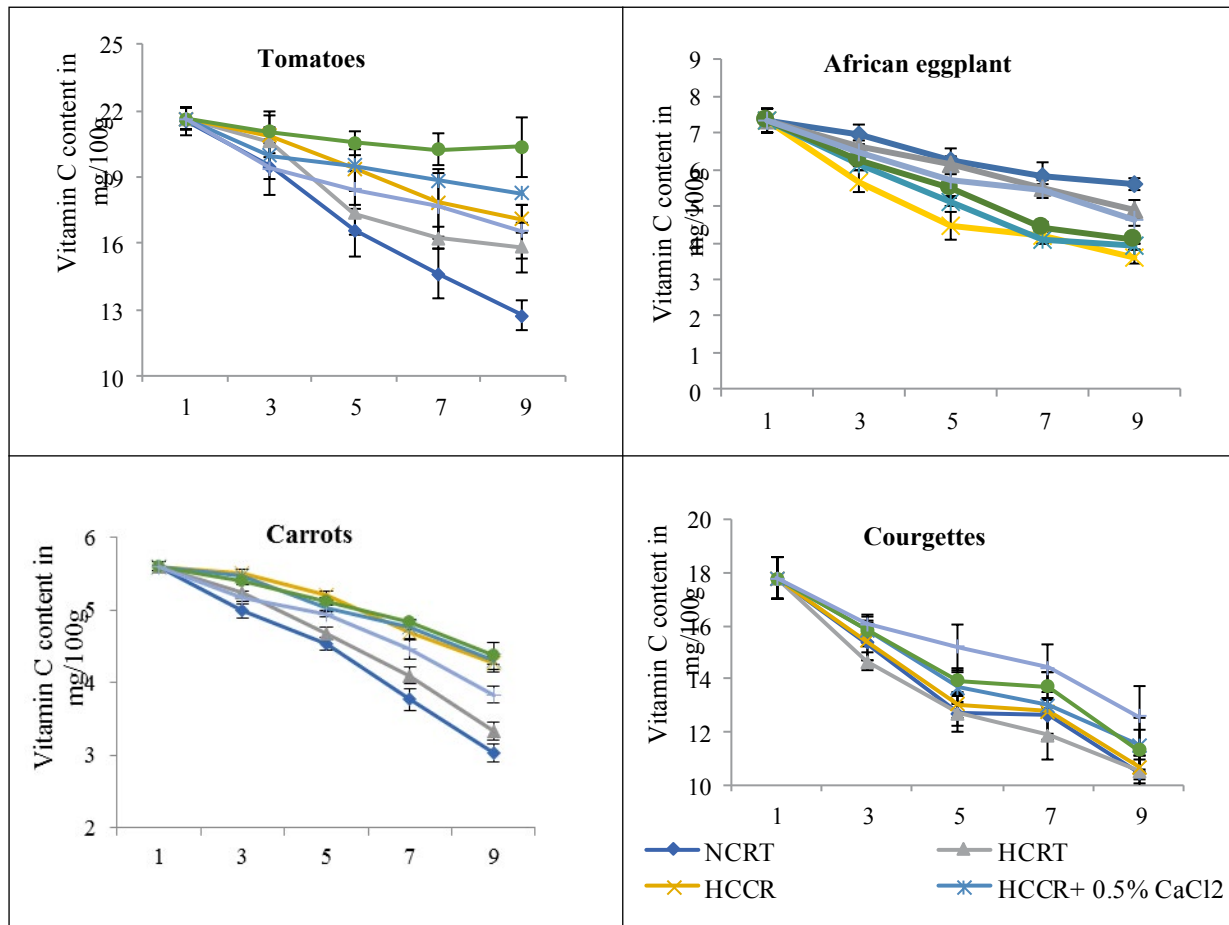 Tomatoes
Vitamin C content in
mg/100g
25
22
19
16
13
10
1 3 5 7 9
African eggplant
Vitamin C content in
mg/100g
9
8
7
6
5
4
3
2
1
0
1 3 5 7 9
Carrots
Vitamin C content in
mg/100g
6
5
4
3
2
1 3 5 7 9
Courgettes
Vitamin C content in
mg/100g
20
18
16
14
12
10
1 3 5 7 9
NCRT HCRT
HCCR HCCR+ 0.5% CaCl2